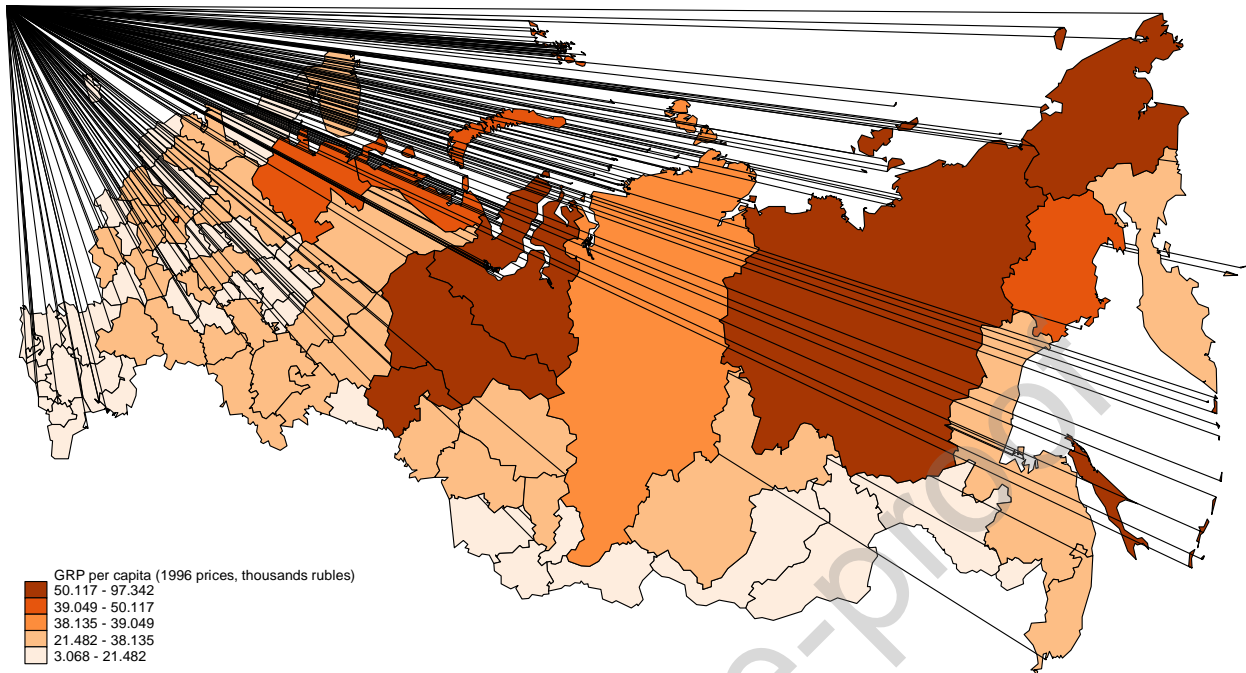 GRP per capita (1996 prices, thousands rubles)
50.117 - 97.342
39.049 - 50.117
38.135 - 39.049
21.482 - 38.135
3.068 - 21.482
e-proof